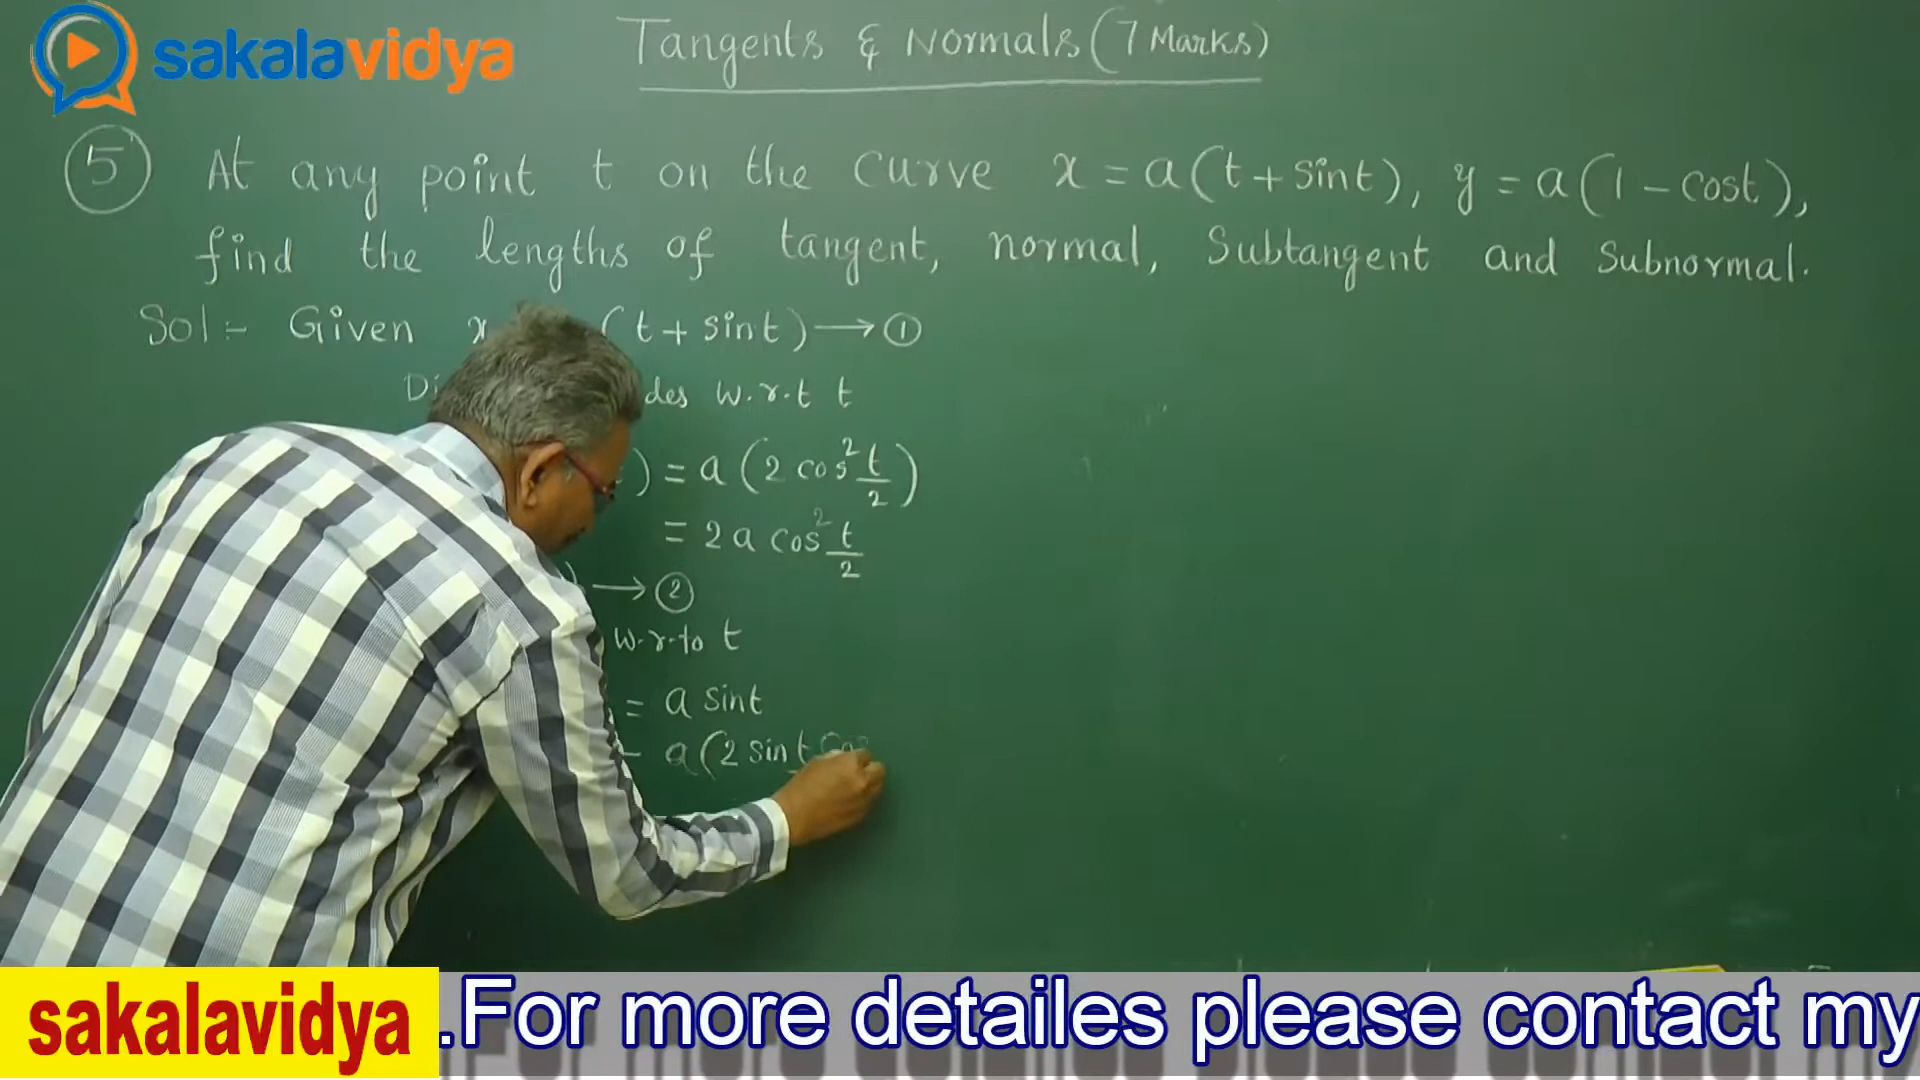 sakalavidya
Tangents & Normals (7 Marks)
5 At any point t on the curve x = a(t + sint), y = a(1 - cost),
find the lengths of tangent, normal, Subtangent and Subnormal.
Sol:- Given x (t + sint) → 1
w.r.t t
) = a(2 cos² t/2)
= 2a cos² t/2
) → 2
w.r.to t
= a sint
a(2 sin t
sakalavidya .For more detailes please contact my